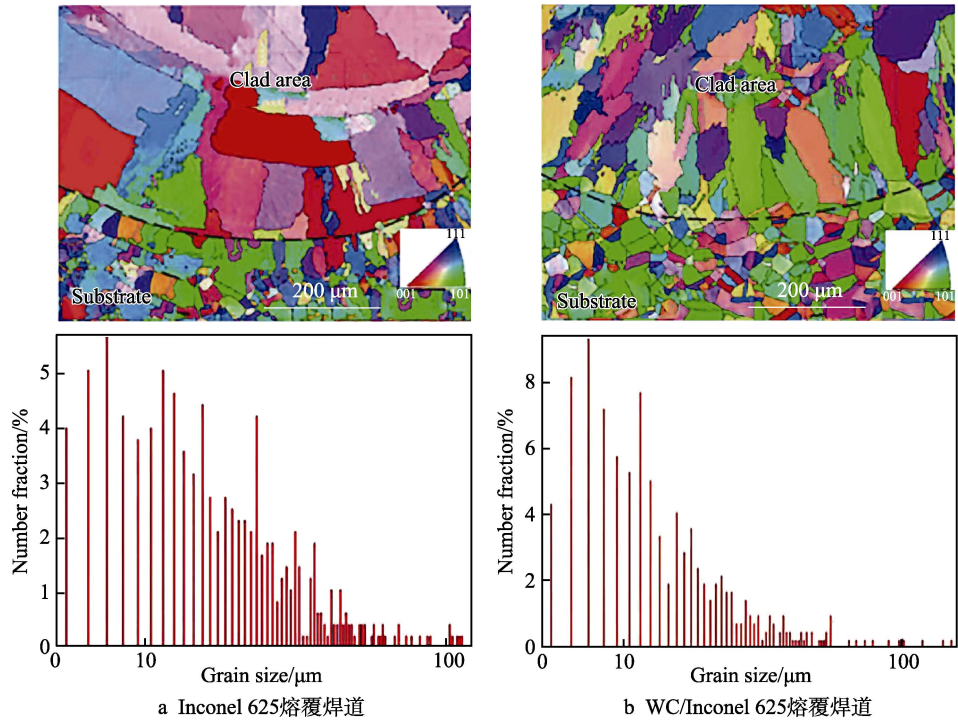 Clad area
111
001
101
200 μm
Substrate
Clad area
111
001
101
200 μm
Substrate
Number fraction/%
5
4
3
2
1
0
0
10
100
Grain size/μm
Number fraction/%
8
6
4
2
0
0
10
100
Grain size/μm
a Inconel 625熔覆焊道
b WC/Inconel 625熔覆焊道